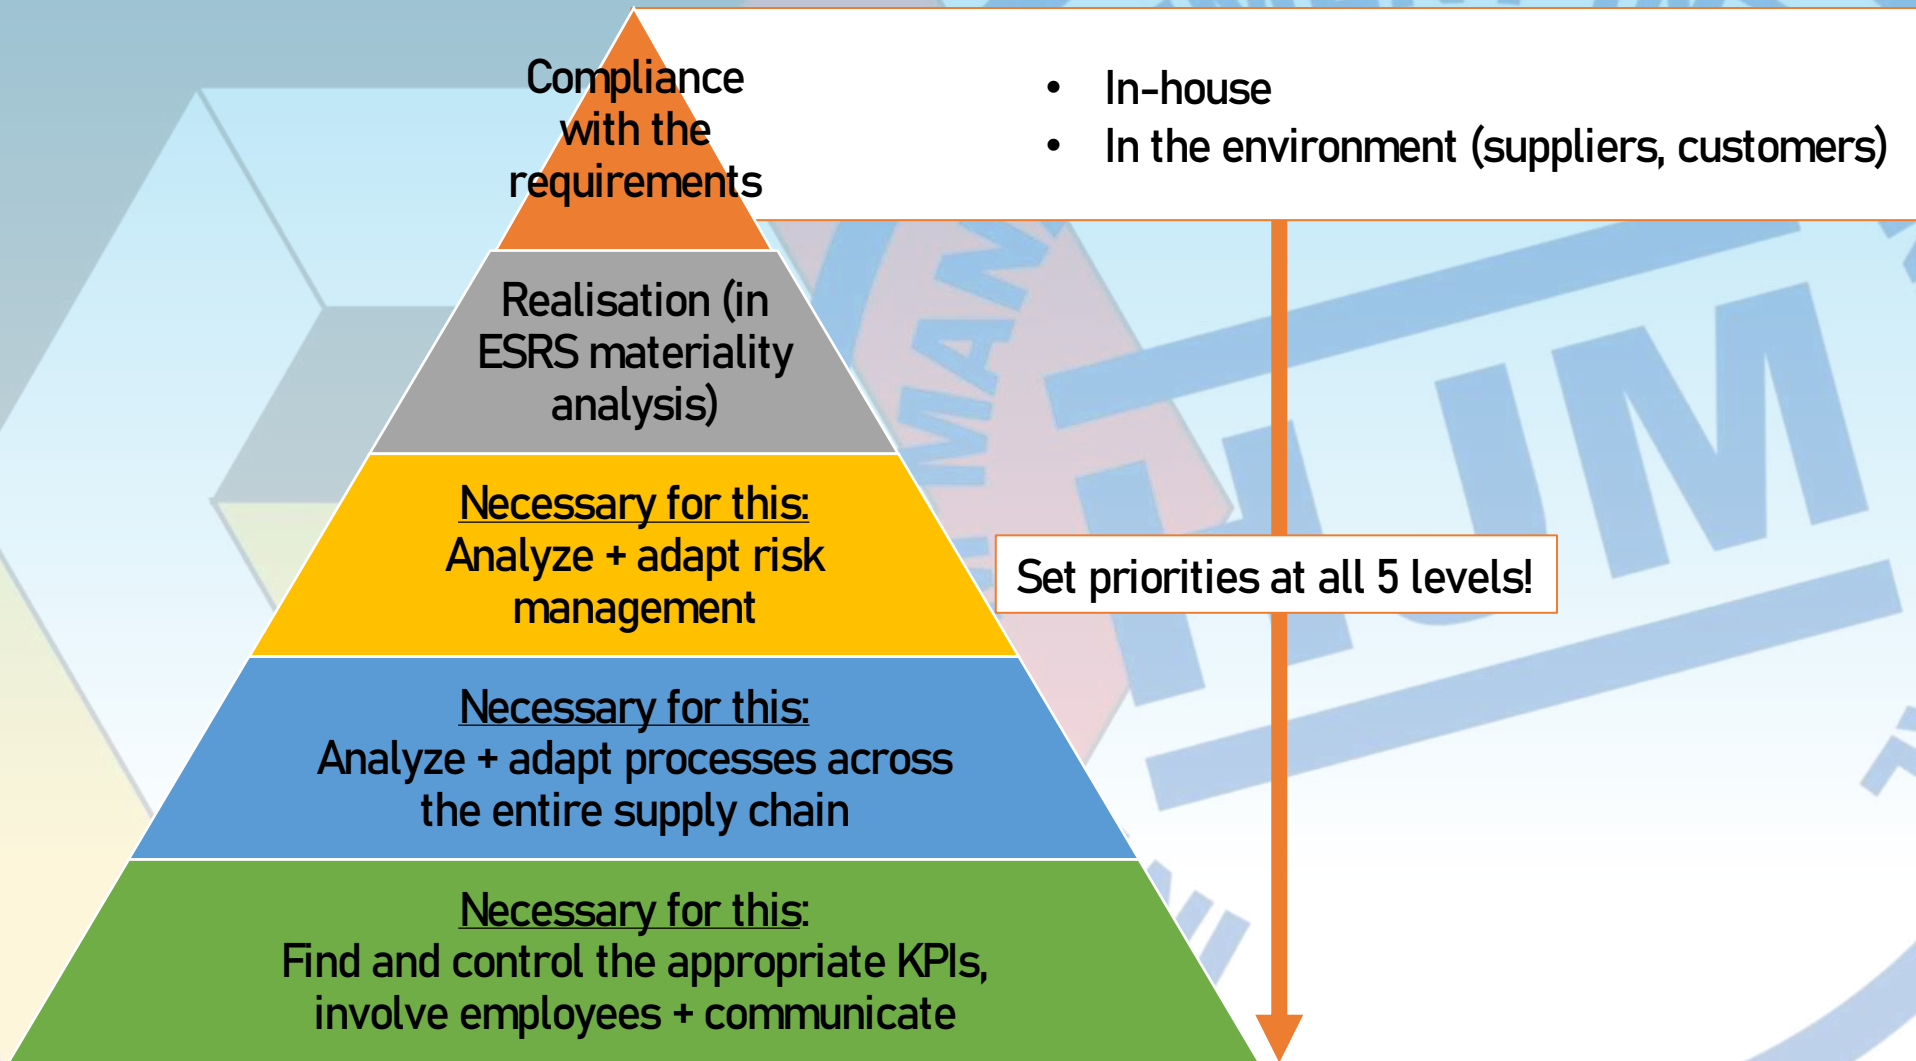 Compliance
with the
requirements
• In-house
• In the environment (suppliers, customers)
Realisation (in
ESRS materiality
analysis)
Necessary for this:
Analyze + adapt risk
management
Set priorities at all 5 levels!
Necessary for this:
Analyze + adapt processes across
the entire supply chain
Necessary for this:
Find and control the appropriate KPIs,
involve employees + communicate
HUM